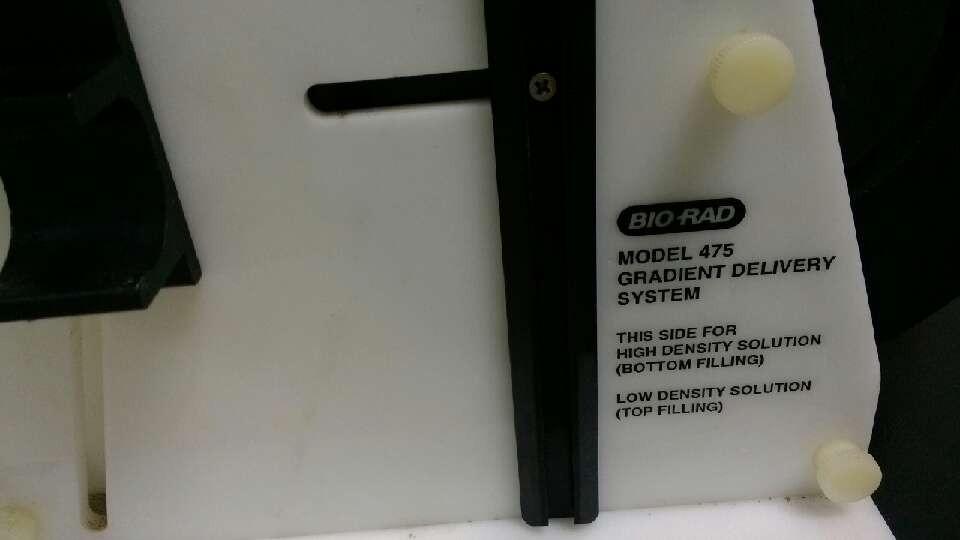 BIO-RAD
MODEL 475
GRADIENT DELIVERY
SYSTEM
THIS SIDE FOR
HIGH DENSITY SOLUTION
(BOTTOM FILLING)
LOW DENSITY SOLUTION
(TOP FILLING)